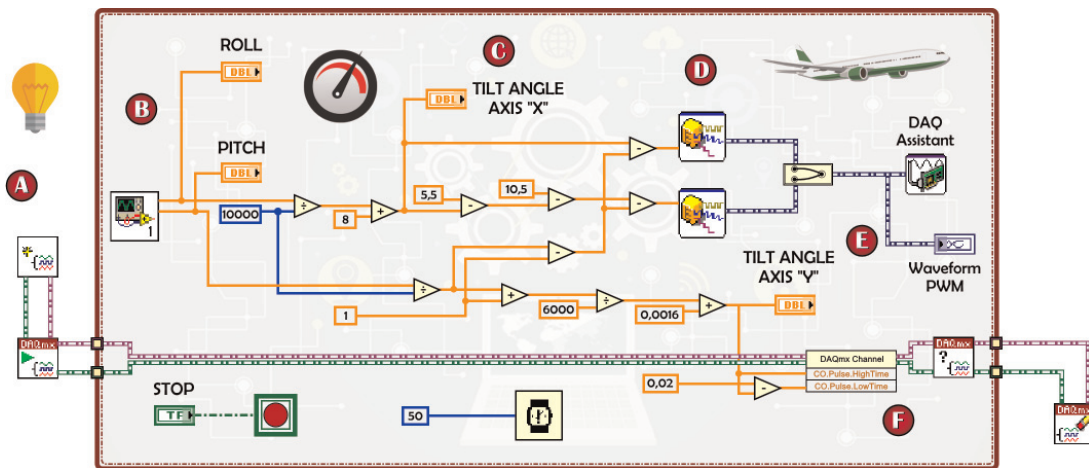 ROLL
DBL
C
TILT ANGLE
AXIS "X"
DBL
D
B
PITCH
DBL
DAQ
Assistant
A
10000
8
5,5
10,5
1
E
Waveform
PWM
TILT ANGLE
AXIS "Y"
DBL
1
6000
0,0016
DAQmx
DAQmx Channel
CO.Pulse.HighTime
CO.Pulse.LowTime
DAQmx
?
0,02
STOP
TF
50
F
DAQmx